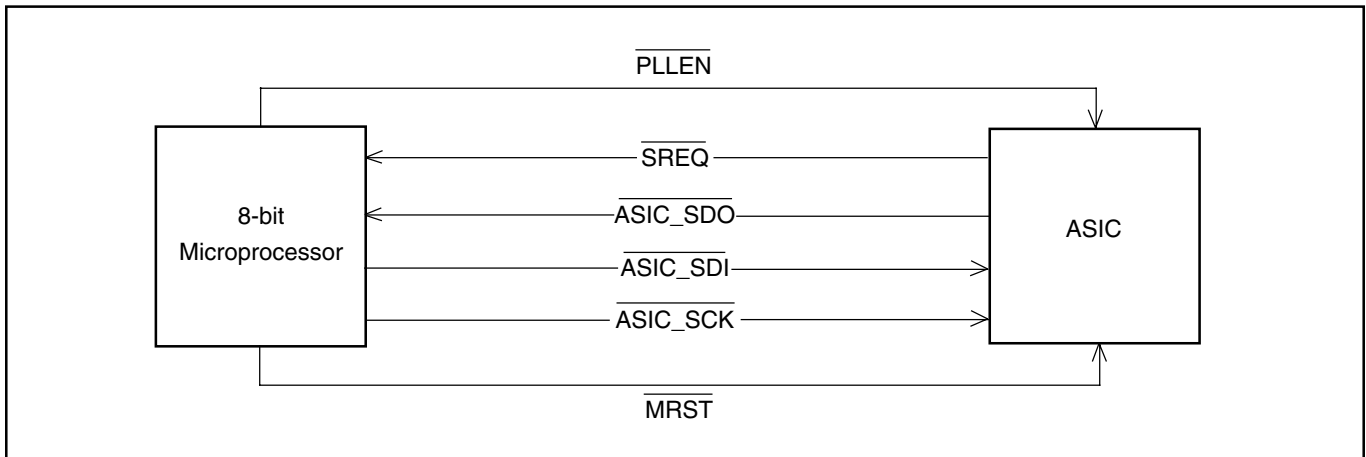 PLLEN
SREQ
ASIC_SDO
8-bit
Microprocessor
ASIC
ASIC_SDI
ASIC_SCK
MRST